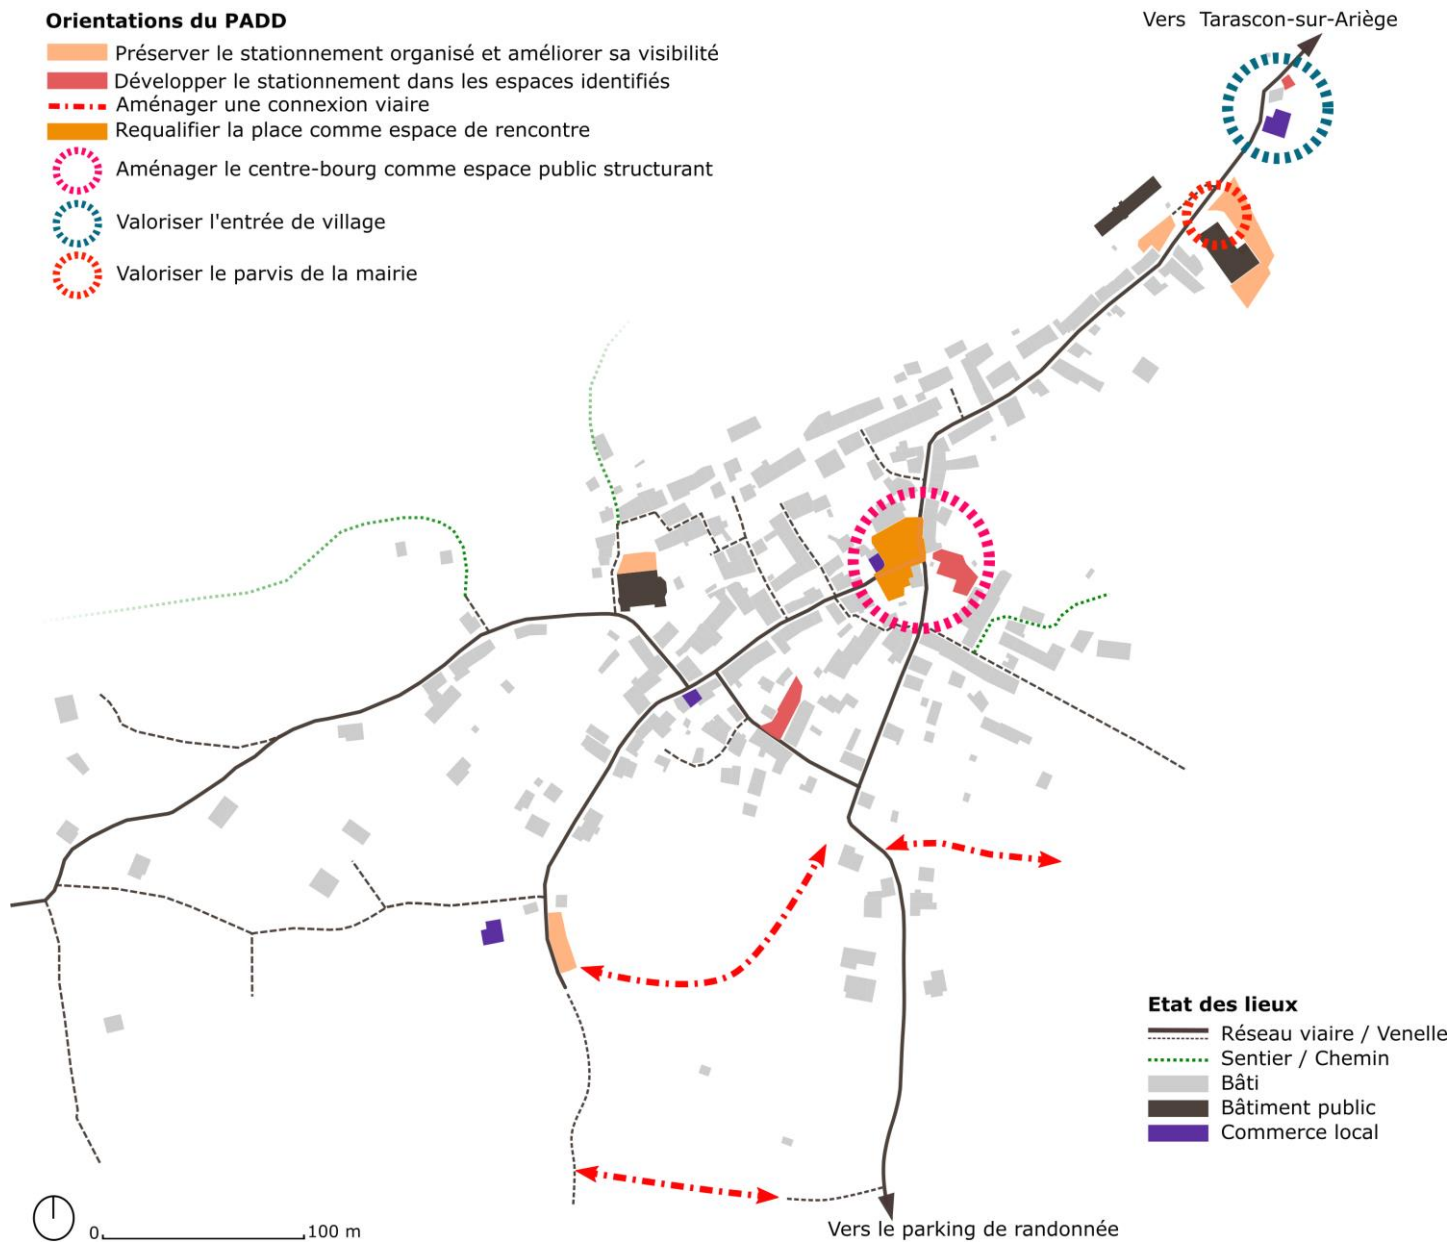 Orientations du PADD
Préserver le stationnement organisé et améliorer sa visibilité
Développer le stationnement dans les espaces identifiés
Aménager une connexion viaire
Requalifier la place comme espace de rencontre
Aménager le centre-bourg comme espace public structurant
Valoriser l'entrée de village
Valoriser le parvis de la mairie
Vers Tarascon-sur-Ariège
Etat des lieux
Réseau viaire / Venelle
Sentier / Chemin
Bâti
Bâtiment public
Commerce local
Vers le parking de randonnée
0 100 m